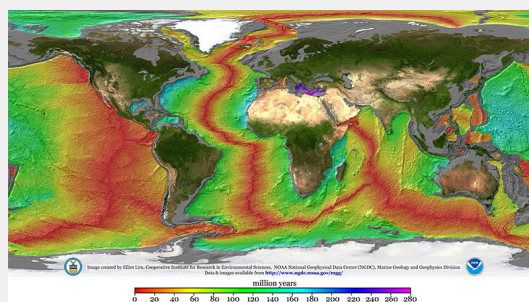 Image created by Elliot Lim, Cooperative Institute for Research in Environmental Sciences, NOAA National Geophysical Data Center (NGDC), Marine Geology and Geophysics Division
Data & images available from http://www.ngdc.noaa.gov/mgg/
million years
0 20 40 60 80 100 120 140 160 180 200 220 240 260 280